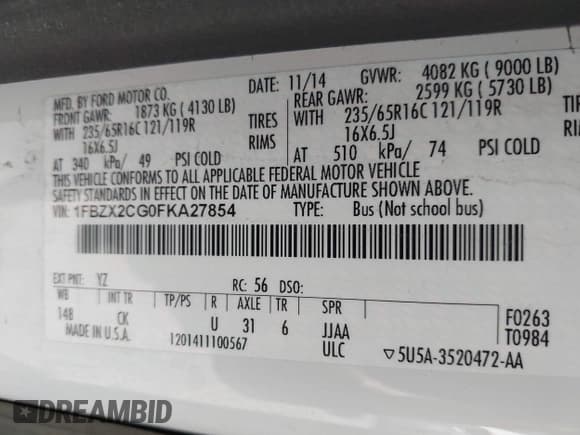 MFD. BY FORD MOTOR CO.
DATE: 11/14 GVWR: 4082 KG ( 9000 LB)
FRONT GAWR: 1873 KG ( 4130 LB)
REAR GAWR: 2599 KG ( 5730 LB)
WITH 235/65R16C 121/119R TIRES
WITH 235/65R16C 121/119R
16X6.5J RIMS
16X6.5J
AT 340 kPa/ 49 PSI COLD
AT 510 kPa/ 74 PSI COLD
THIS VEHICLE CONFORMS TO ALL APPLICABLE FEDERAL MOTOR VEHICLE
SAFETY STANDARDS IN EFFECT ON THE DATE OF MANUFACTURE SHOWN ABOVE.
VIN: 1FBZX2CG0FKA27854 TYPE: Bus (Not school bus)
EXT PNT: YZ RC: 56 DSO:
WB INT TR TP/PS R AXLE TR SPR F0263
148 CK U 31 6 JJAA T0984
MADE IN U.S.A. 1201411100567 ULC ▽5U5A-3520472-AA
DREAMBID